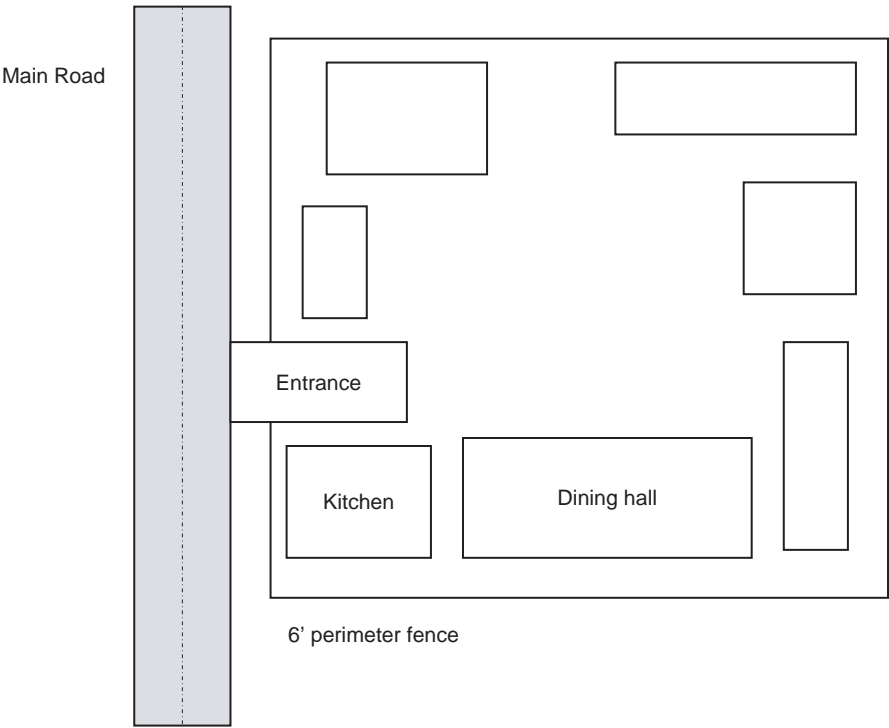 Main Road
Entrance
Kitchen
Dining hall
6’ perimeter fence